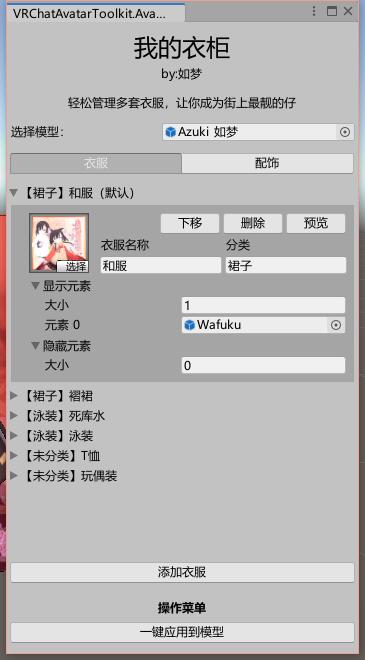 VRChatAvatarToolkit.Ava...
我的衣柜
by:如梦
轻松管理多套衣服，让你成为街上最靓的仔
选择模型： Azuki 如梦
衣服 配饰
【裙子】和服（默认）
下移 删除 预览
选择
衣服名称 分类
和服 裙子
显示元素
大小 1
元素 0 Wafuku
隐藏元素
大小 0
【裙子】褶裙
【泳装】死库水
【泳装】泳装
【未分类】T恤
【未分类】玩偶装
添加衣服
操作菜单
一键应用到模型